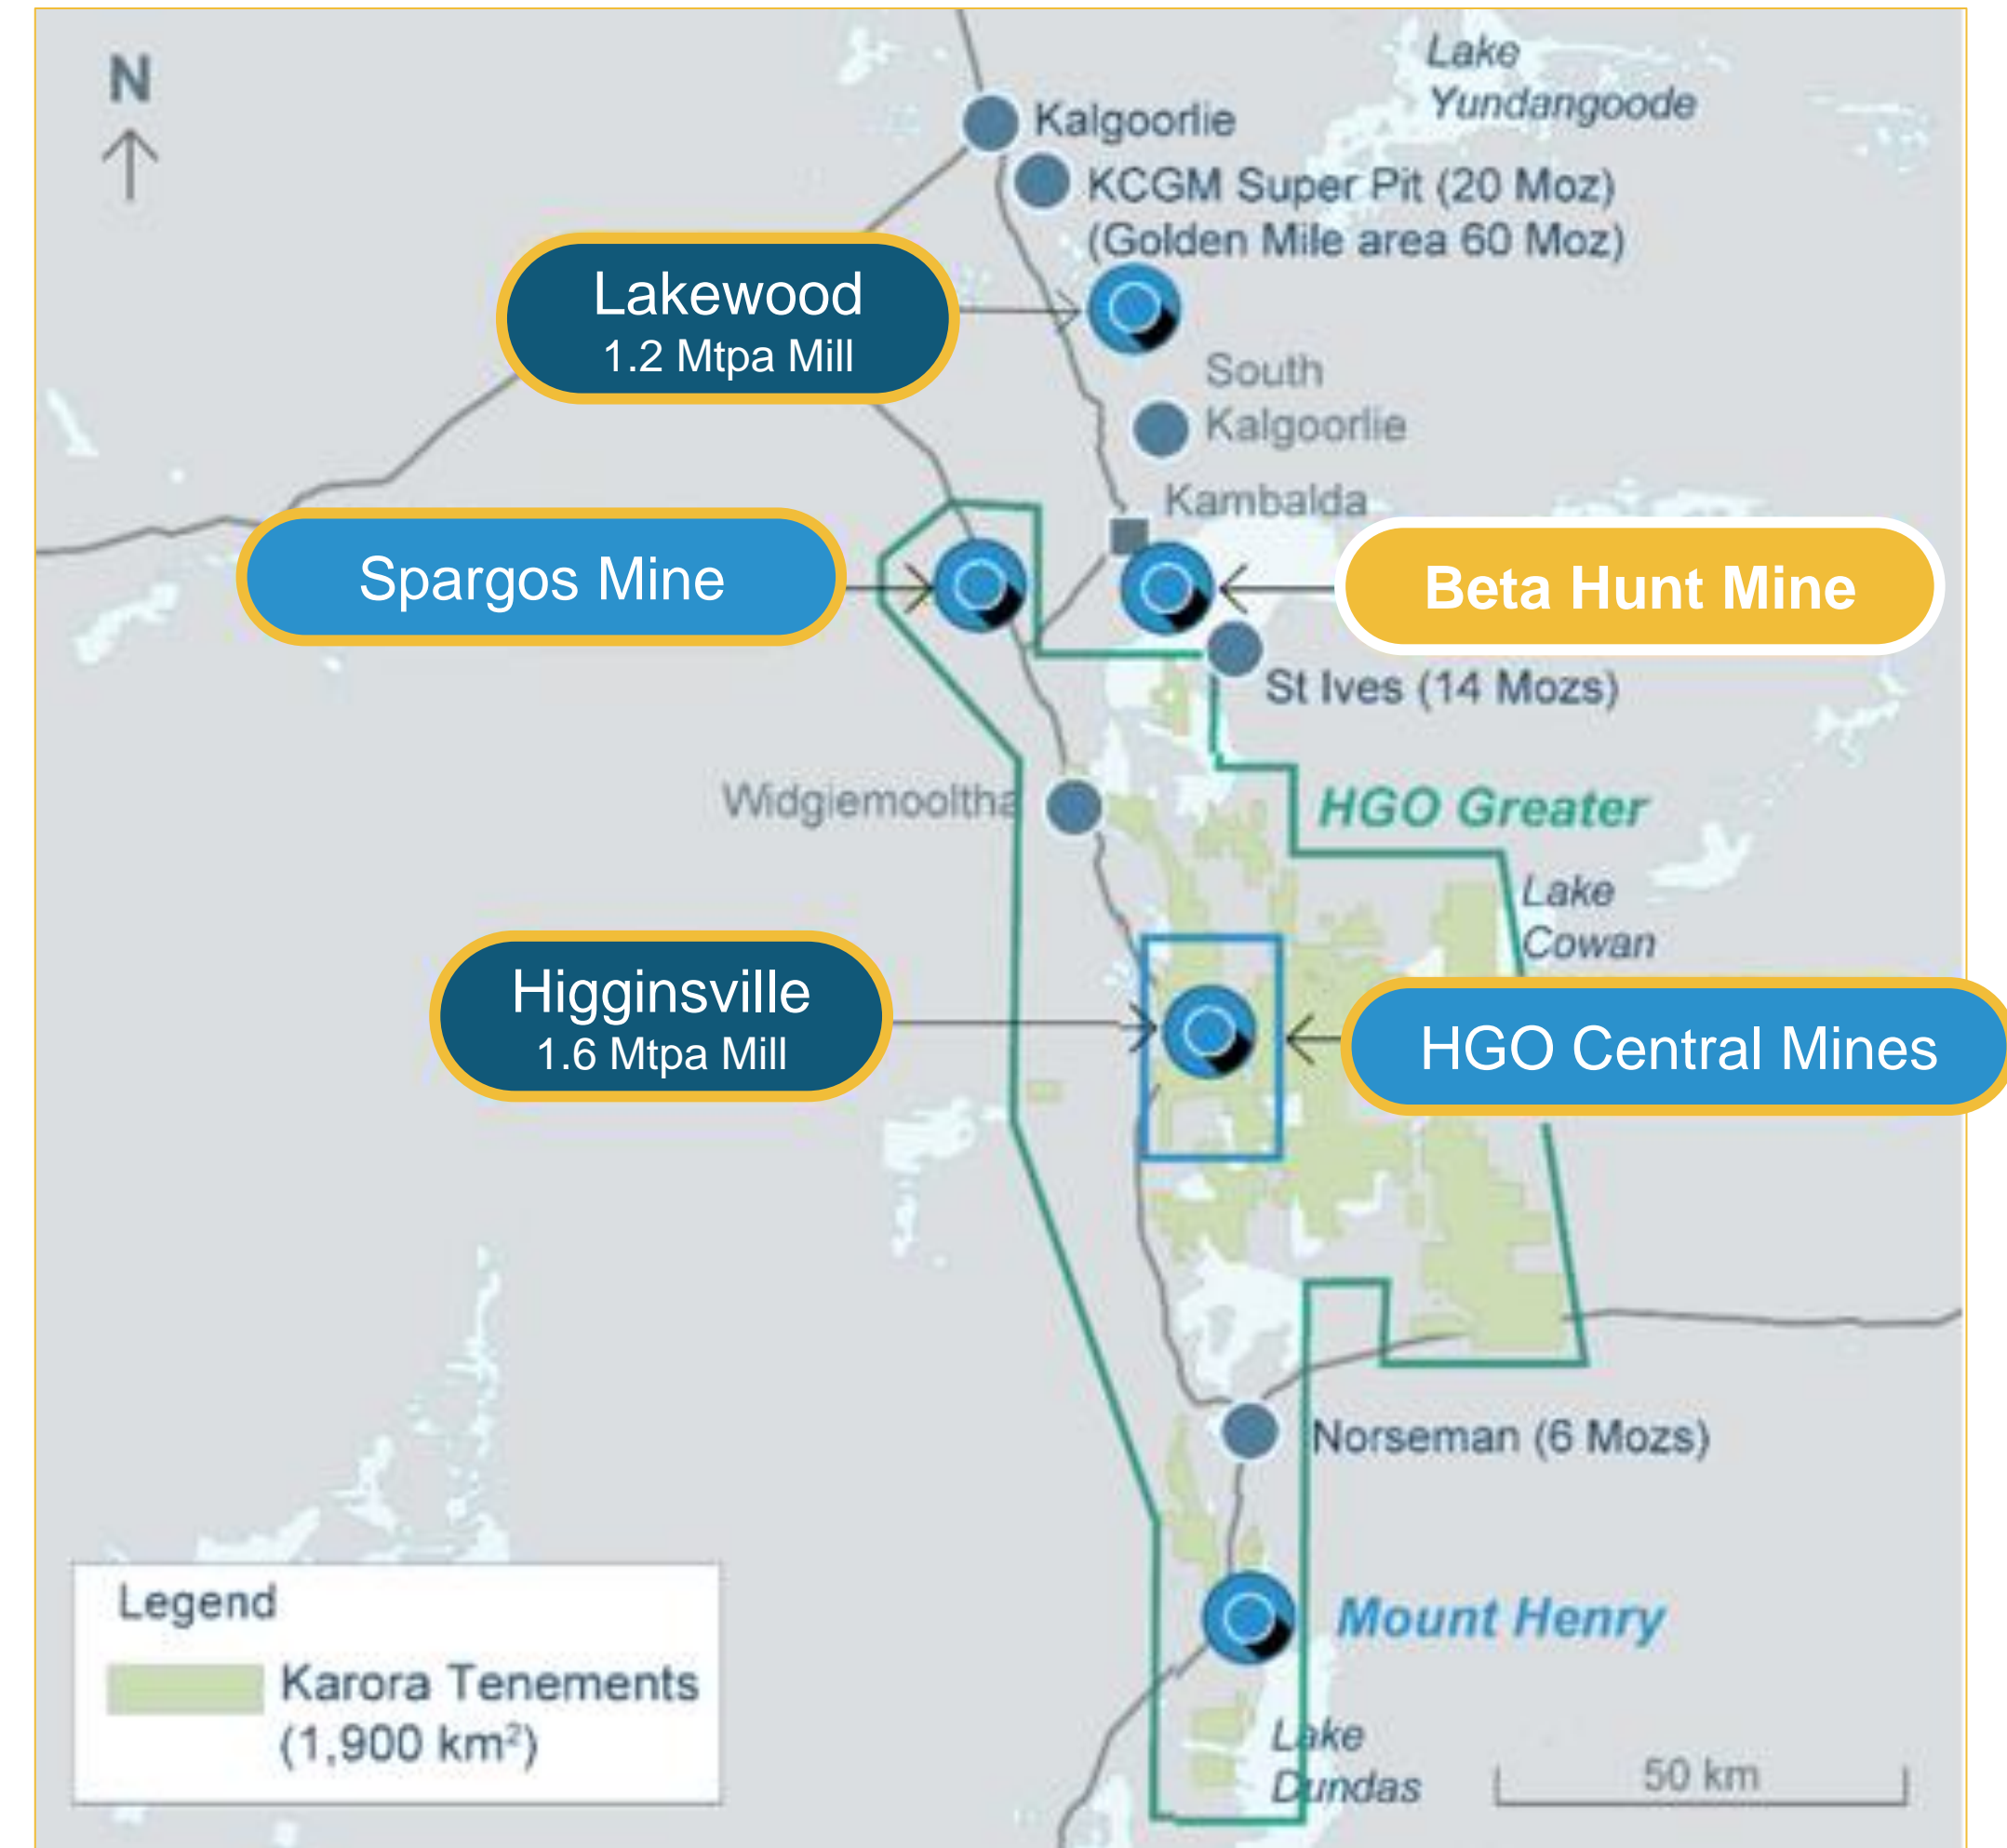 N
Lake
Yundangoode
Kalgoorlie
KCGM Super Pit (20 Moz)
(Golden Mile area 60 Moz)
Lakewood
1.2 Mtpa Mill
South
Kalgoorlie
Kambalda
Spargos Mine
Beta Hunt Mine
St Ives (14 Mozs)
Widgiemooltha
HGO Greater
Lake
Cowan
Higginsville
1.6 Mtpa Mill
HGO Central Mines
Norseman (6 Mozs)
Mount Henry
Legend
Karora Tenements
(1,900 km²)
Lake
Dundas
50 km